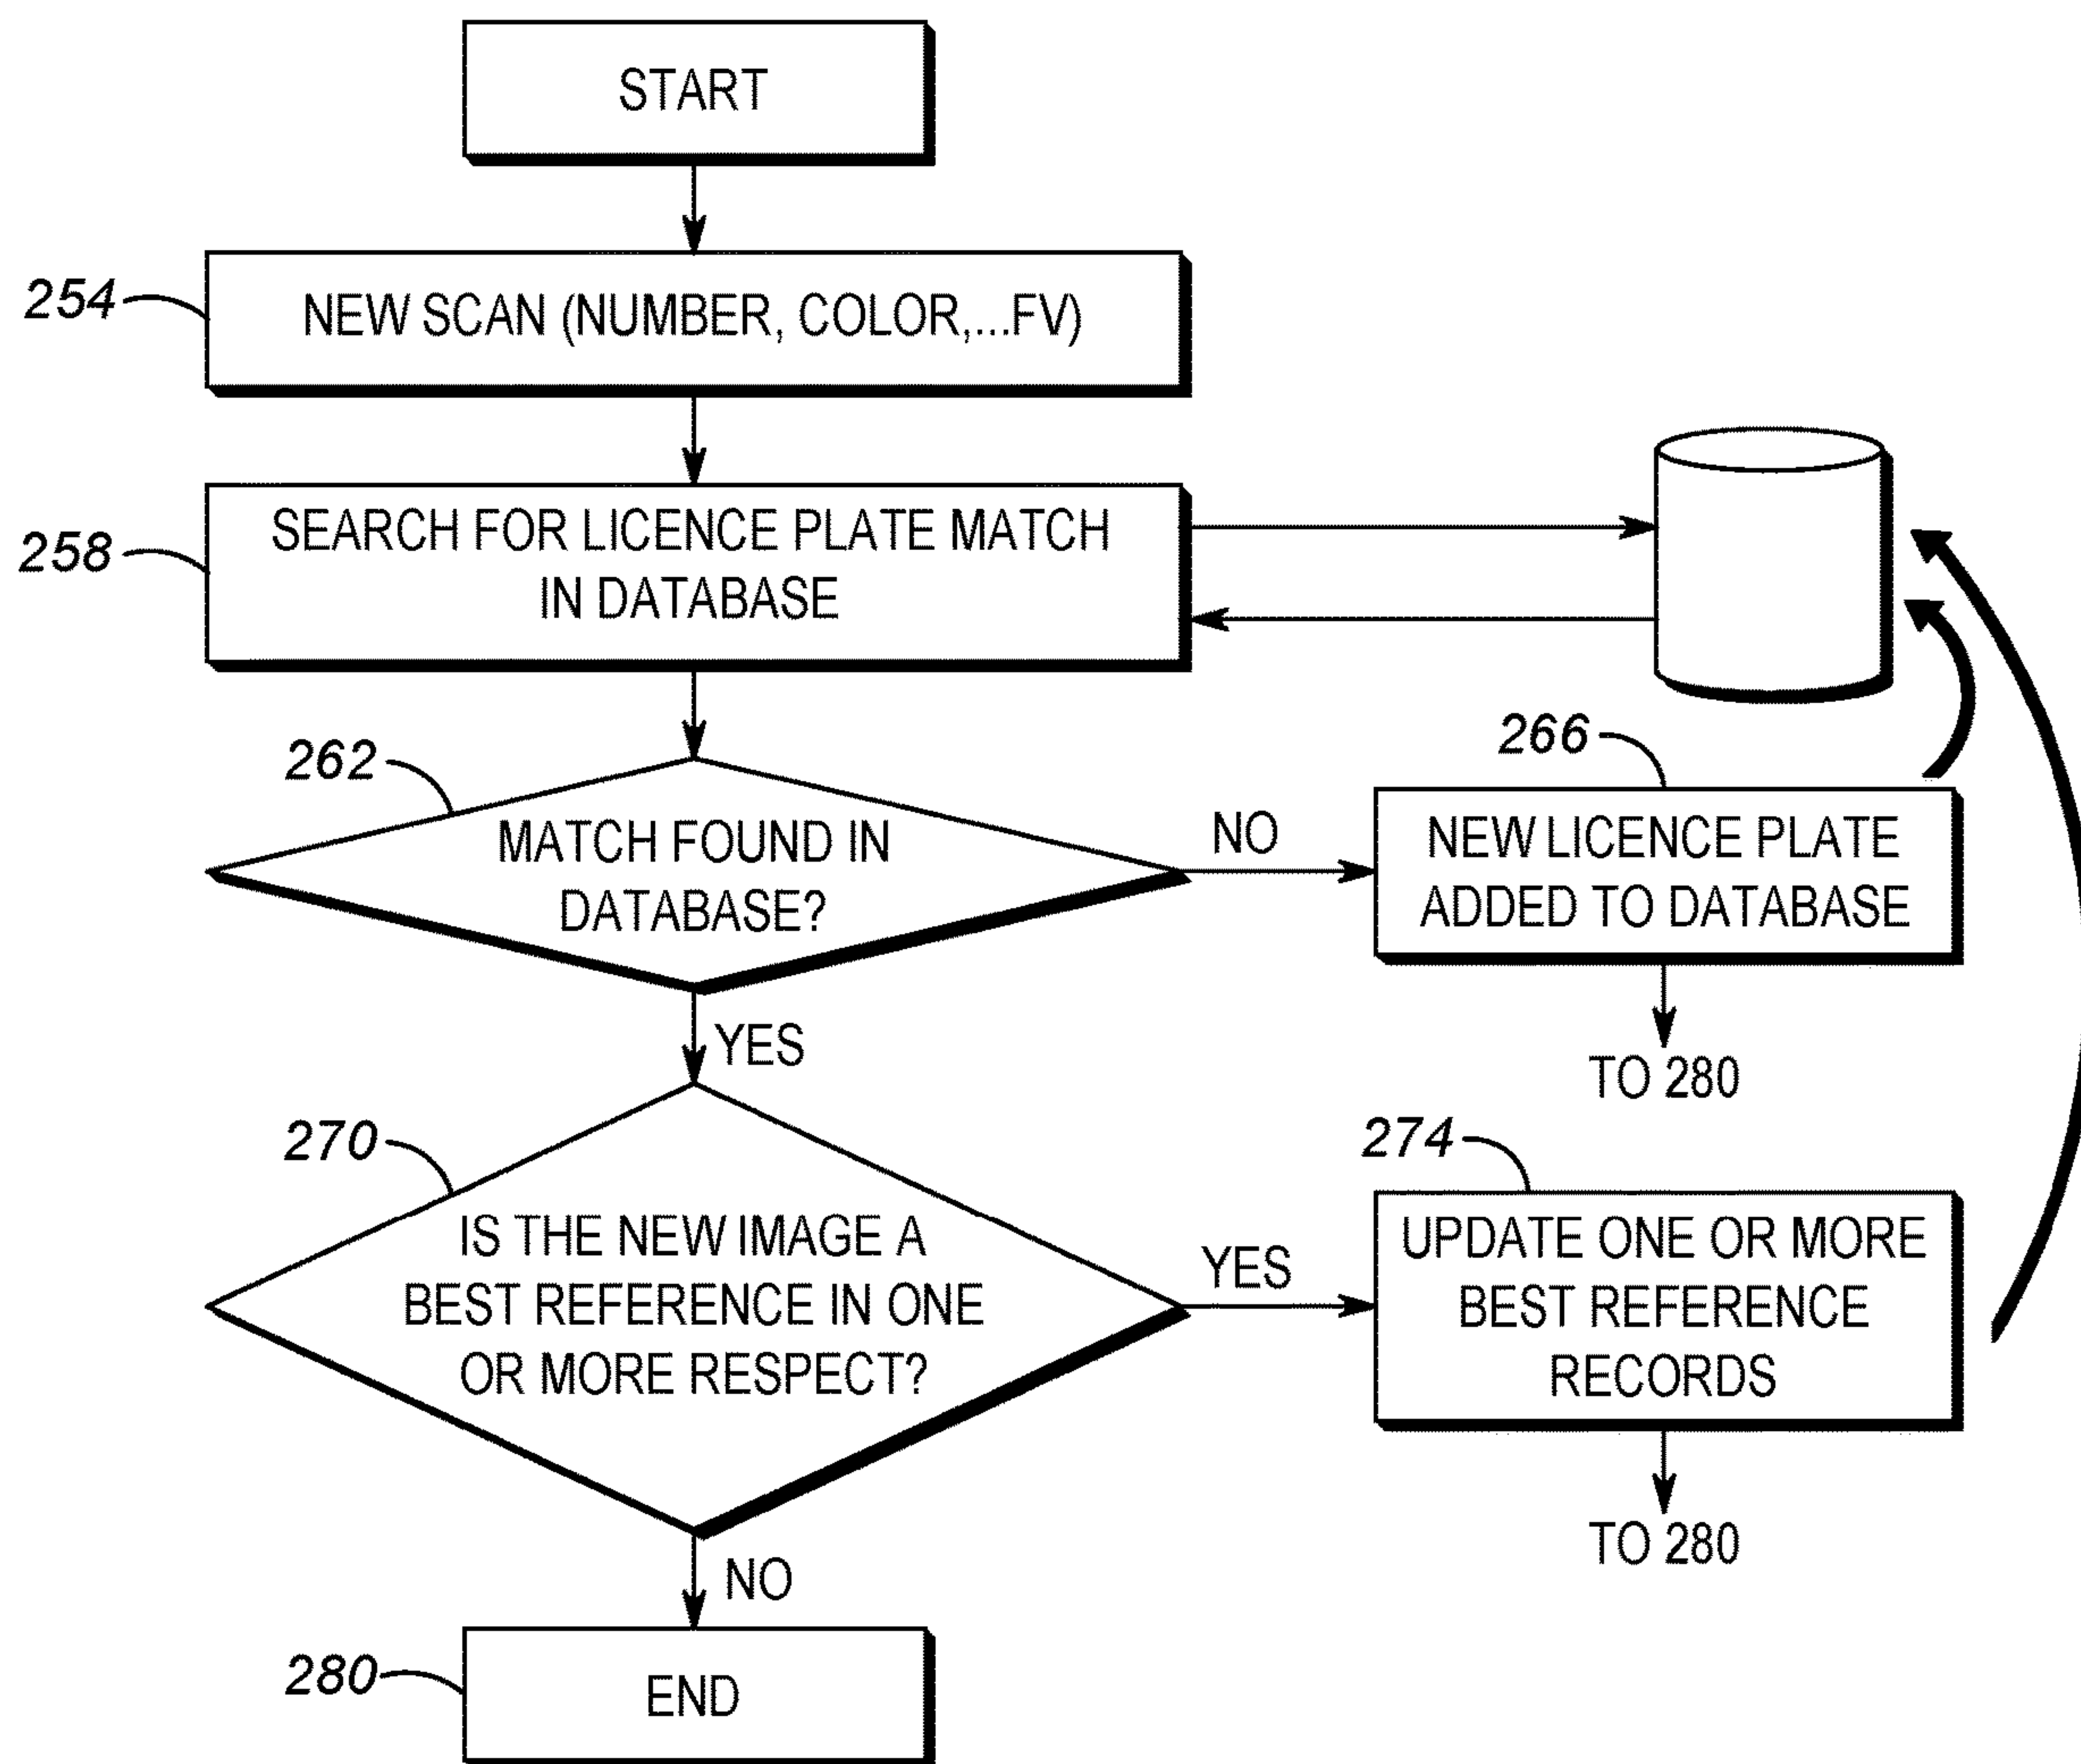 START
254
NEW SCAN (NUMBER, COLOR,...FV)
258
SEARCH FOR LICENCE PLATE MATCH
IN DATABASE
262
MATCH FOUND IN
DATABASE?
NO
266
NEW LICENCE PLATE
ADDED TO DATABASE
TO 280
YES
270
IS THE NEW IMAGE A
BEST REFERENCE IN ONE
OR MORE RESPECT?
YES
274
UPDATE ONE OR MORE
BEST REFERENCE
RECORDS
TO 280
NO
280
END